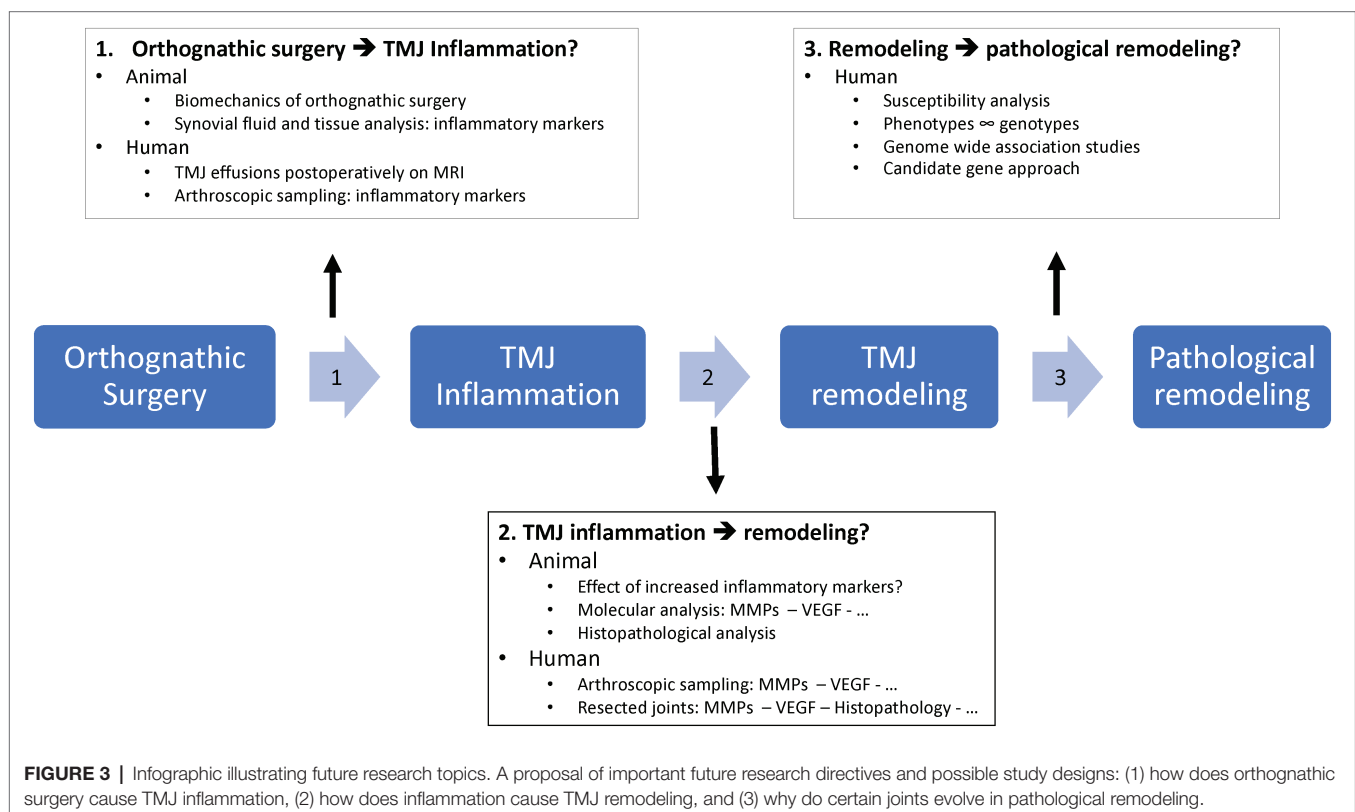 1. Orthognathic surgery ➔ TMJ Inflammation?
• Animal
• Biomechanics of orthognathic surgery
• Synovial fluid and tissue analysis: inflammatory markers
• Human
• TMJ effusions postoperatively on MRI
• Arthroscopic sampling: inflammatory markers
3. Remodeling ➔ pathological remodeling?
• Human
• Susceptibility analysis
• Phenotypes ∞ genotypes
• Genome wide association studies
• Candidate gene approach
Orthognathic
Surgery
1
TMJ
Inflammation
2
TMJ
remodeling
3
Pathological
remodeling
2. TMJ inflammation ➔ remodeling?
• Animal
• Effect of increased inflammatory markers?
• Molecular analysis: MMPs – VEGF - ...
• Histopathological analysis
• Human
• Arthroscopic sampling: MMPs – VEGF - ...
• Resected joints: MMPs – VEGF – Histopathology - ...
FIGURE 3 | Infographic illustrating future research topics. A proposal of important future research directives and possible study designs: (1) how does orthognathic
surgery cause TMJ inflammation, (2) how does inflammation cause TMJ remodeling, and (3) why do certain joints evolve in pathological remodeling.